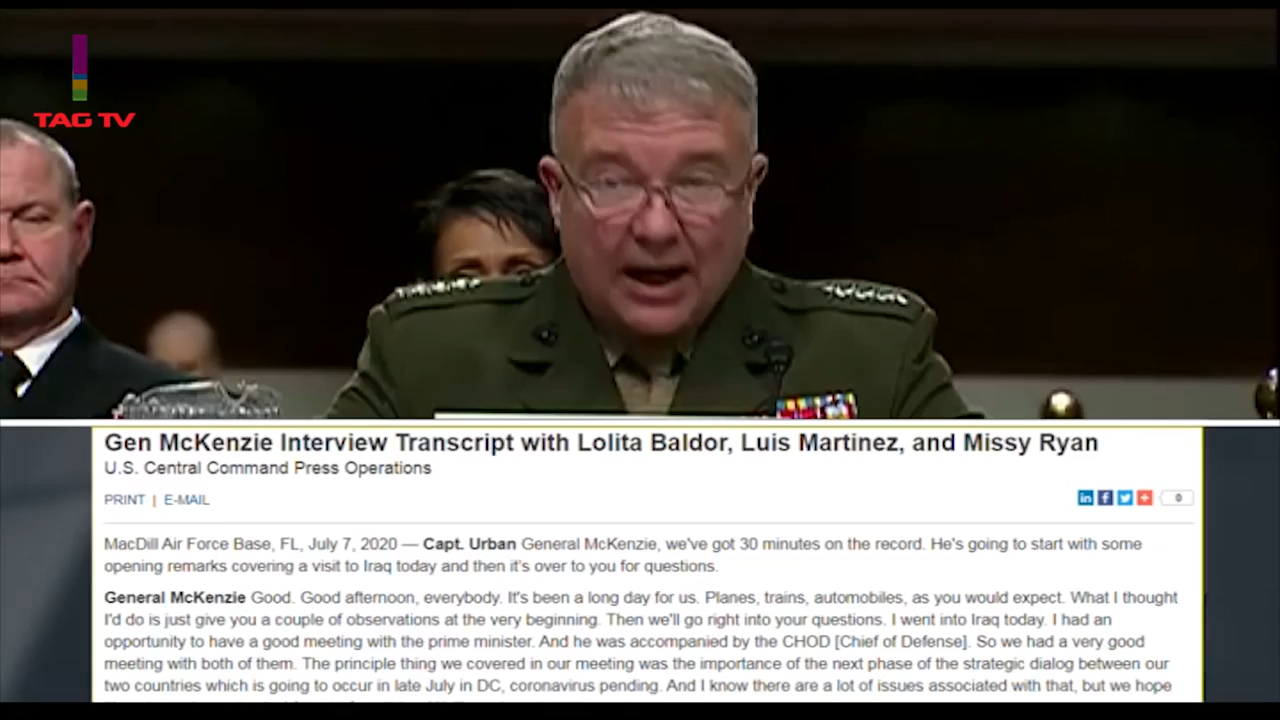 TAG TV
Gen McKenzie Interview Transcript with Lolita Baldor, Luis Martinez, and Missy Ryan
U.S. Central Command Press Operations
PRINT | E-MAIL
0
MacDill Air Force Base, FL, July 7, 2020 — Capt. Urban General McKenzie, we've got 30 minutes on the record. He's going to start with some
opening remarks covering a visit to Iraq today and then it's over to you for questions.
General McKenzie Good. Good afternoon, everybody. It's been a long day for us. Planes, trains, automobiles, as you would expect. What I thought
I'd do is just give you a couple of observations at the very beginning. Then we'll go right into your questions. I went into Iraq today. I had an
opportunity to have a good meeting with the prime minister. And he was accompanied by the CHOD [Chief of Defense]. So we had a very good
meeting with both of them. The principle thing we covered in our meeting was the importance of the next phase of the strategic dialog between our
two countries which is going to occur in late July in DC, coronavirus pending. And I know there are a lot of issues associated with that, but we hope